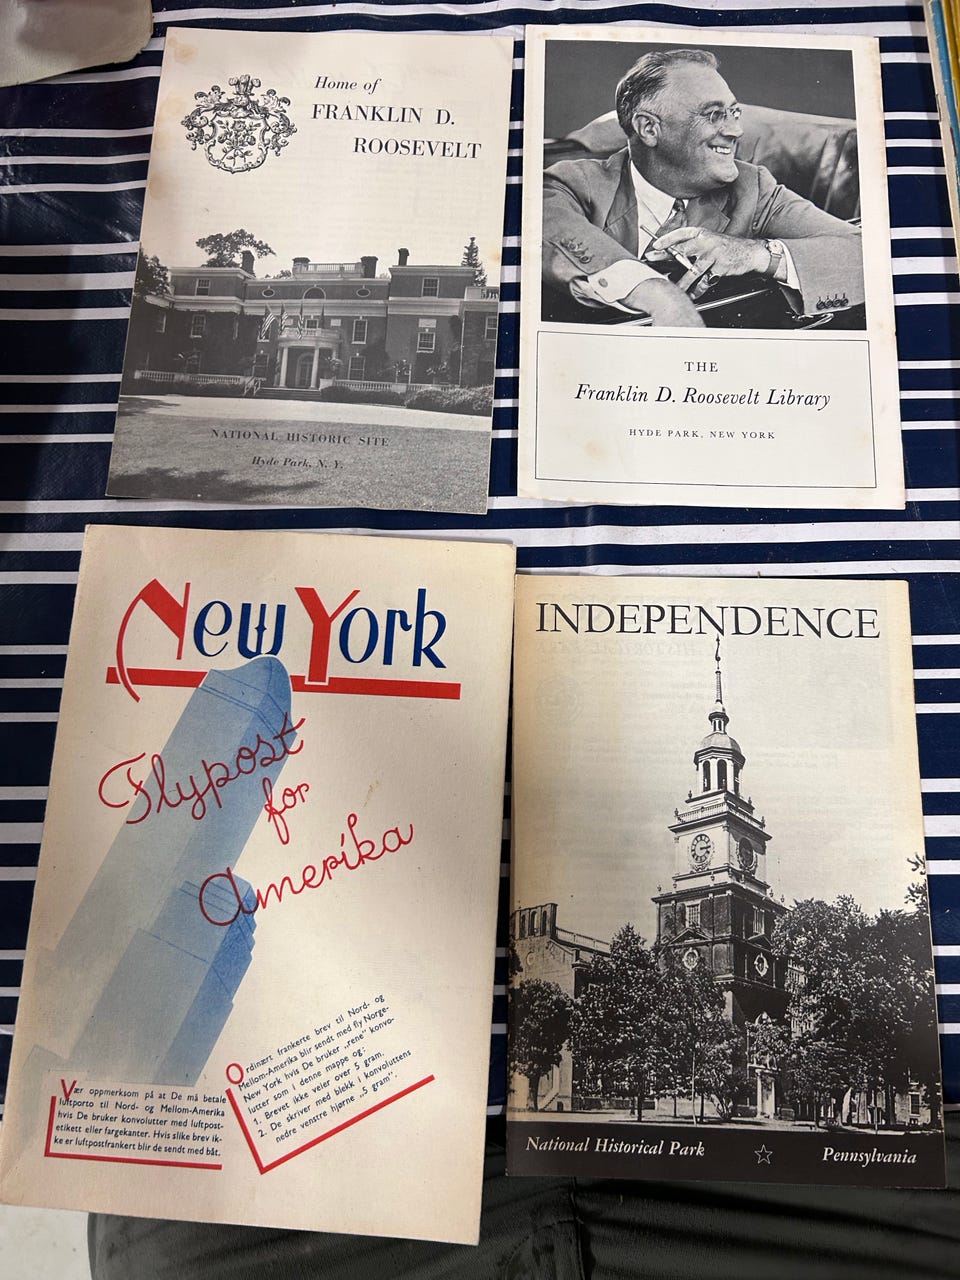 Home of
FRANKLIN D.
ROOSEVELT
NATIONAL HISTORIC SITE
Hyde Park, N. Y.
THE
Franklin D. Roosevelt Library
HYDE PARK, NEW YORK
New York
Flypost
for
Amerika
Vær oppmerksom på at De må betale
luftporto til Nord- og Mellom-Amerika
hvis De bruker konvolutter med luftpost-
etikett eller fargekanter. Hvis slike brev ik-
ke er luftpostfrankert blir de sendt med båt.
Ordinært frankerte brev til Nord- og
Mellom-Amerika blir sendt med fly Norge-
New York hvis De bruker „rene" konvo-
lutter som i denne mappe og:
1. Brevet ikke veier over 5 gram.
2. De skriver med blekk i konvoluttens
nedre venstre hjørne „5 gram".
INDEPENDENCE
National Historical Park
Pennsylvania